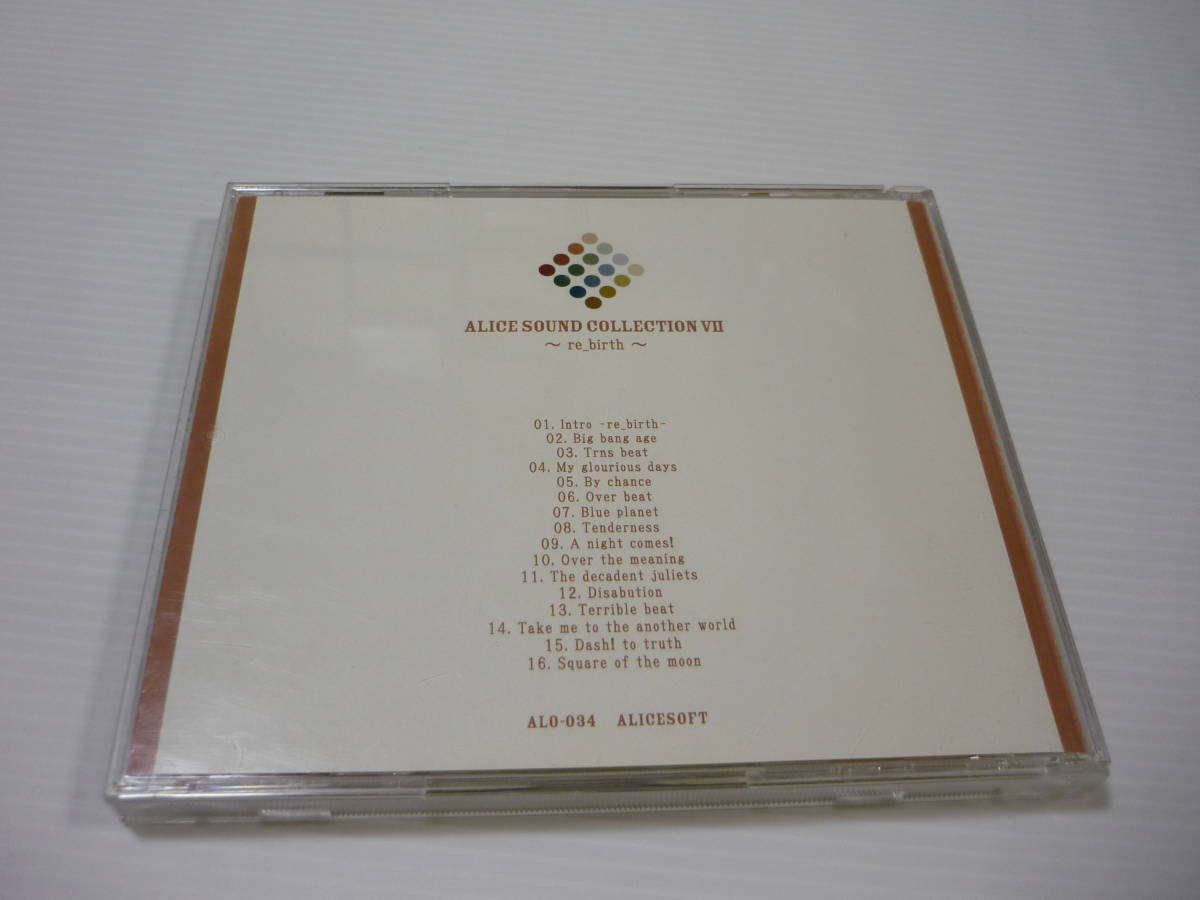 ALICE SOUND COLLECTION VII
～ re_birth ～
01. Intro -re_birth-
02. Big bang age
03. Trns beat
04. My glourious days
05. By chance
06. Over beat
07. Blue planet
08. Tenderness
09. A night comes!
10. Over the meaning
11. The decadent juliets
12. Disabution
13. Terrible beat
14. Take me to the another world
15. Dash! to truth
16. Square of the moon
ALO-034 ALICESOFT